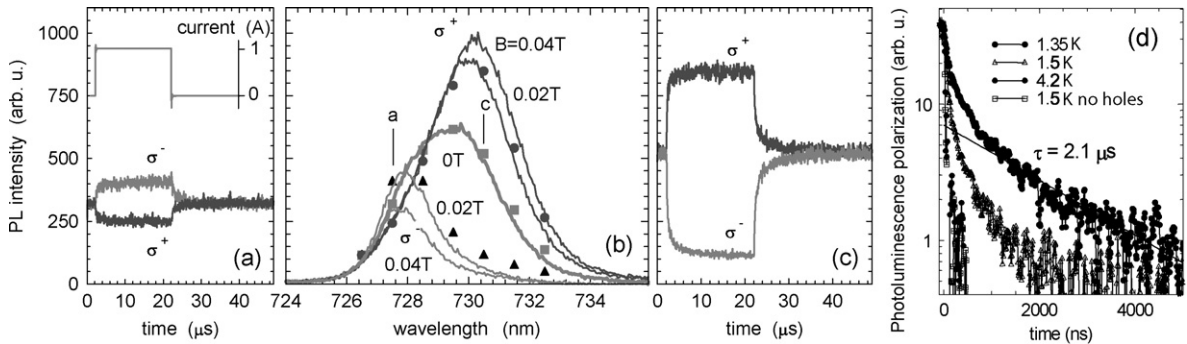 current (A)
1
0
σ⁻
σ⁺
(a)
PL intensity (arb. u.)
1000
750
500
250
0
0 10 20 30 40
time (μs)
σ⁺
B=0.04T
0.02T
a
c
0T
0.02T
σ⁻
0.04T
(b)
724 726 728 730 732 734
wavelength (nm)
σ⁺
σ⁻
(c)
0 10 20 30 40 50
time (μs)
(d)
1.35 K
1.5 K
4.2 K
1.5 K no holes
τ = 2.1 μs
Photoluminescence polarization (arb. u.)
10
1
0 2000 4000
time (ns)